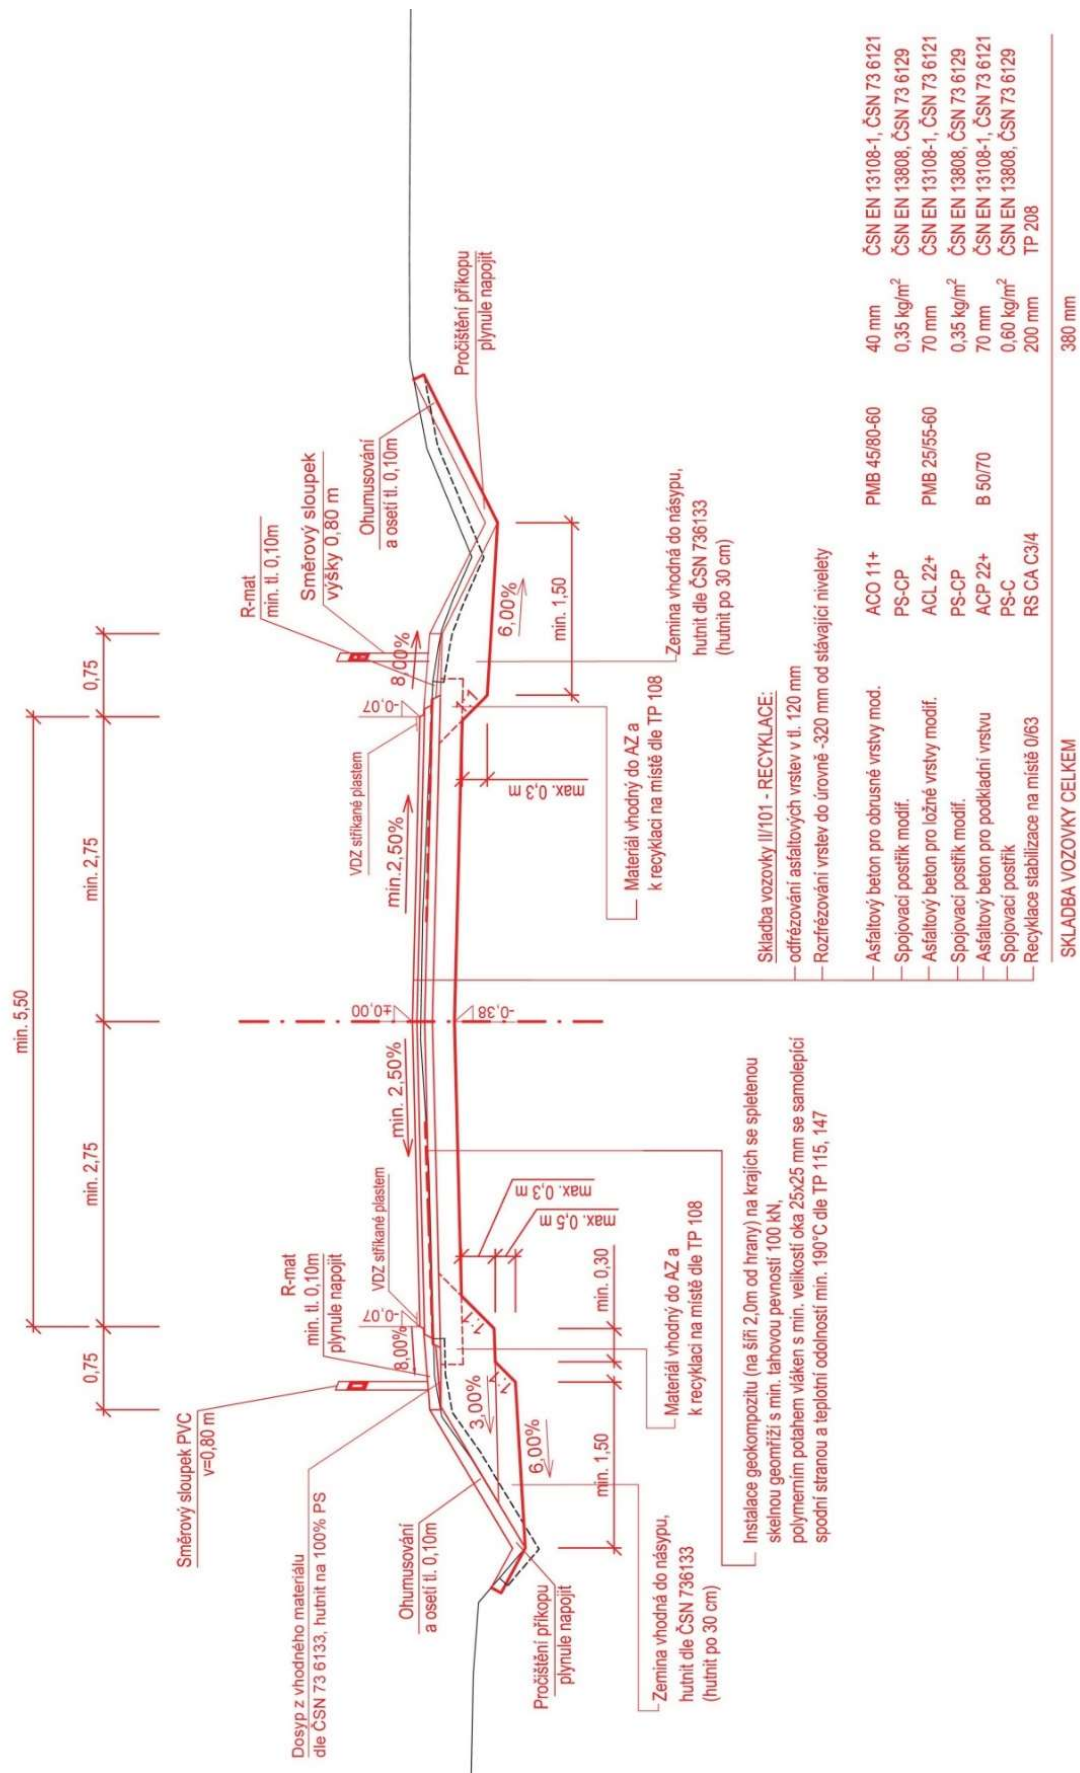 min. 5,50
0,75
min. 2,75
min. 2,75
0,75
Směrový sloupek PVC
v=0,80 m
R-mat
min. tl. 0,10m
plynule napojit
VDZ stříkané plastem
-0,07
8,00%
min. 2,50%
±0,00
-0,38
min.2,50%
VDZ stříkané plastem
-0,07
8,00%
R-mat
min. tl. 0,10m
Směrový sloupek
výšky 0,80 m
Ohumusování
a osetí tl. 0,10m
Pročištění příkopu
plynule napojit
Dosyp z vhodného materiálu
dle ČSN 73 6133, hutnit na 100% PS
Ohumusování
a osetí tl. 0,10m
Pročištění příkopu
plynule napojit
3,00%
6,00%
1:1
1:1
max. 0,3 m
max. 0,5 m
min. 1,50
min. 0,30
max. 0,3 m
1:1
6,00%
min. 1,50
Zemina vhodná do násypu,
hutnit dle ČSN 736133
(hutnit po 30 cm)
Materiál vhodný do AZ a
k recyklaci na místě dle TP 108
Materiál vhodný do AZ a
k recyklaci na místě dle TP 108
Zemina vhodná do násypu,
hutnit dle ČSN 736133
(hutnit po 30 cm)
Instalace geokompozitu (na šíři 2,0m od hrany) na krajích se spletenou
skelnou geomříží s min. tahovou pevností 100 kN,
polymerním potahem vláken s min. velikostí oka 25x25 mm se samolepící
spodní stranou a teplotní odolností min. 190°C dle TP 115, 147
Skladba vozovky II/101 - RECYKLACE:
odfrézování asfaltových vrstev v tl. 120 mm
Rozfrézování vrstev do úrovně -320 mm od stávající nivelety
Asfaltový beton pro obrusné vrstvy mod. ACO 11+ PMB 45/80-60 40 mm ČSN EN 13108-1, ČSN 73 6121
Spojovací postřik modif. PS-CP 0,35 kg/m² ČSN EN 13808, ČSN 73 6129
Asfaltový beton pro ložné vrstvy modif. ACL 22+ PMB 25/55-60 70 mm ČSN EN 13108-1, ČSN 73 6121
Spojovací postřik modif. PS-CP 0,35 kg/m² ČSN EN 13808, ČSN 73 6129
Asfaltový beton pro podkladní vrstvu ACP 22+ B 50/70 70 mm ČSN EN 13108-1, ČSN 73 6121
Spojovací postřik PS-C 0,60 kg/m² ČSN EN 13808, ČSN 73 6129
Recyklace stabilizace na místě 0/63 RS CA C3/4 200 mm TP 208
SKLADBA VOZOVKY CELKEM 380 mm